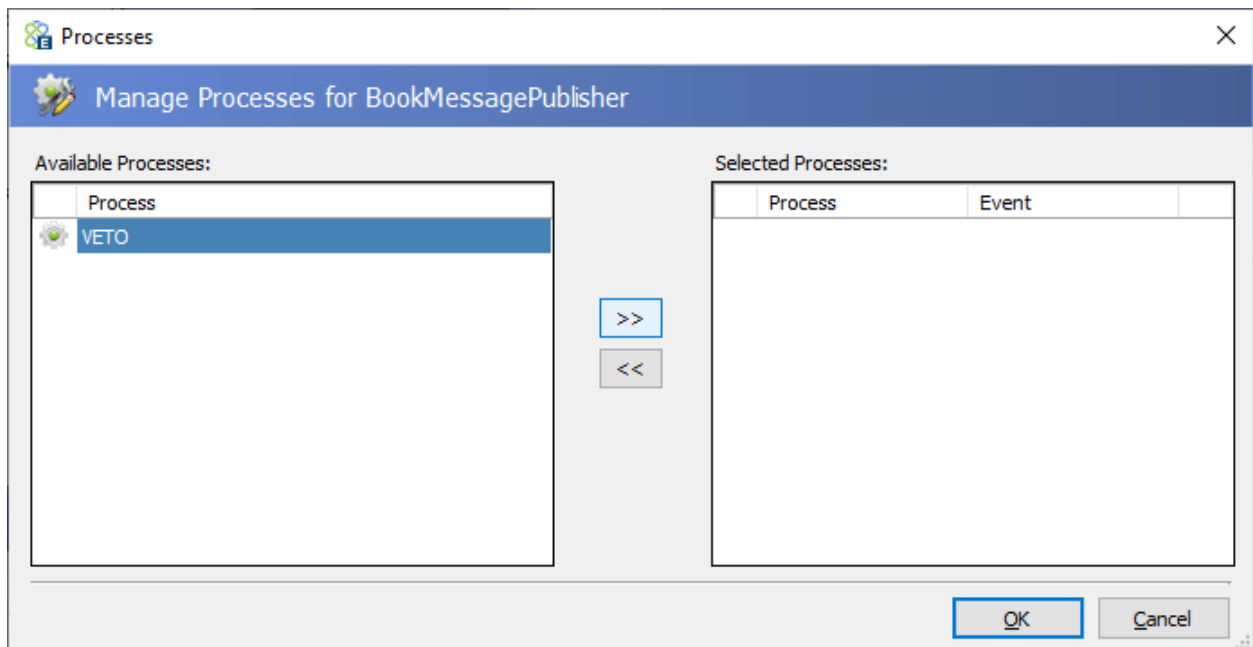 Processes
Manage Processes for BookMessagePublisher
Available Processes:
Selected Processes:
Process
Process Event
VETO
>>
<<
OK
Cancel